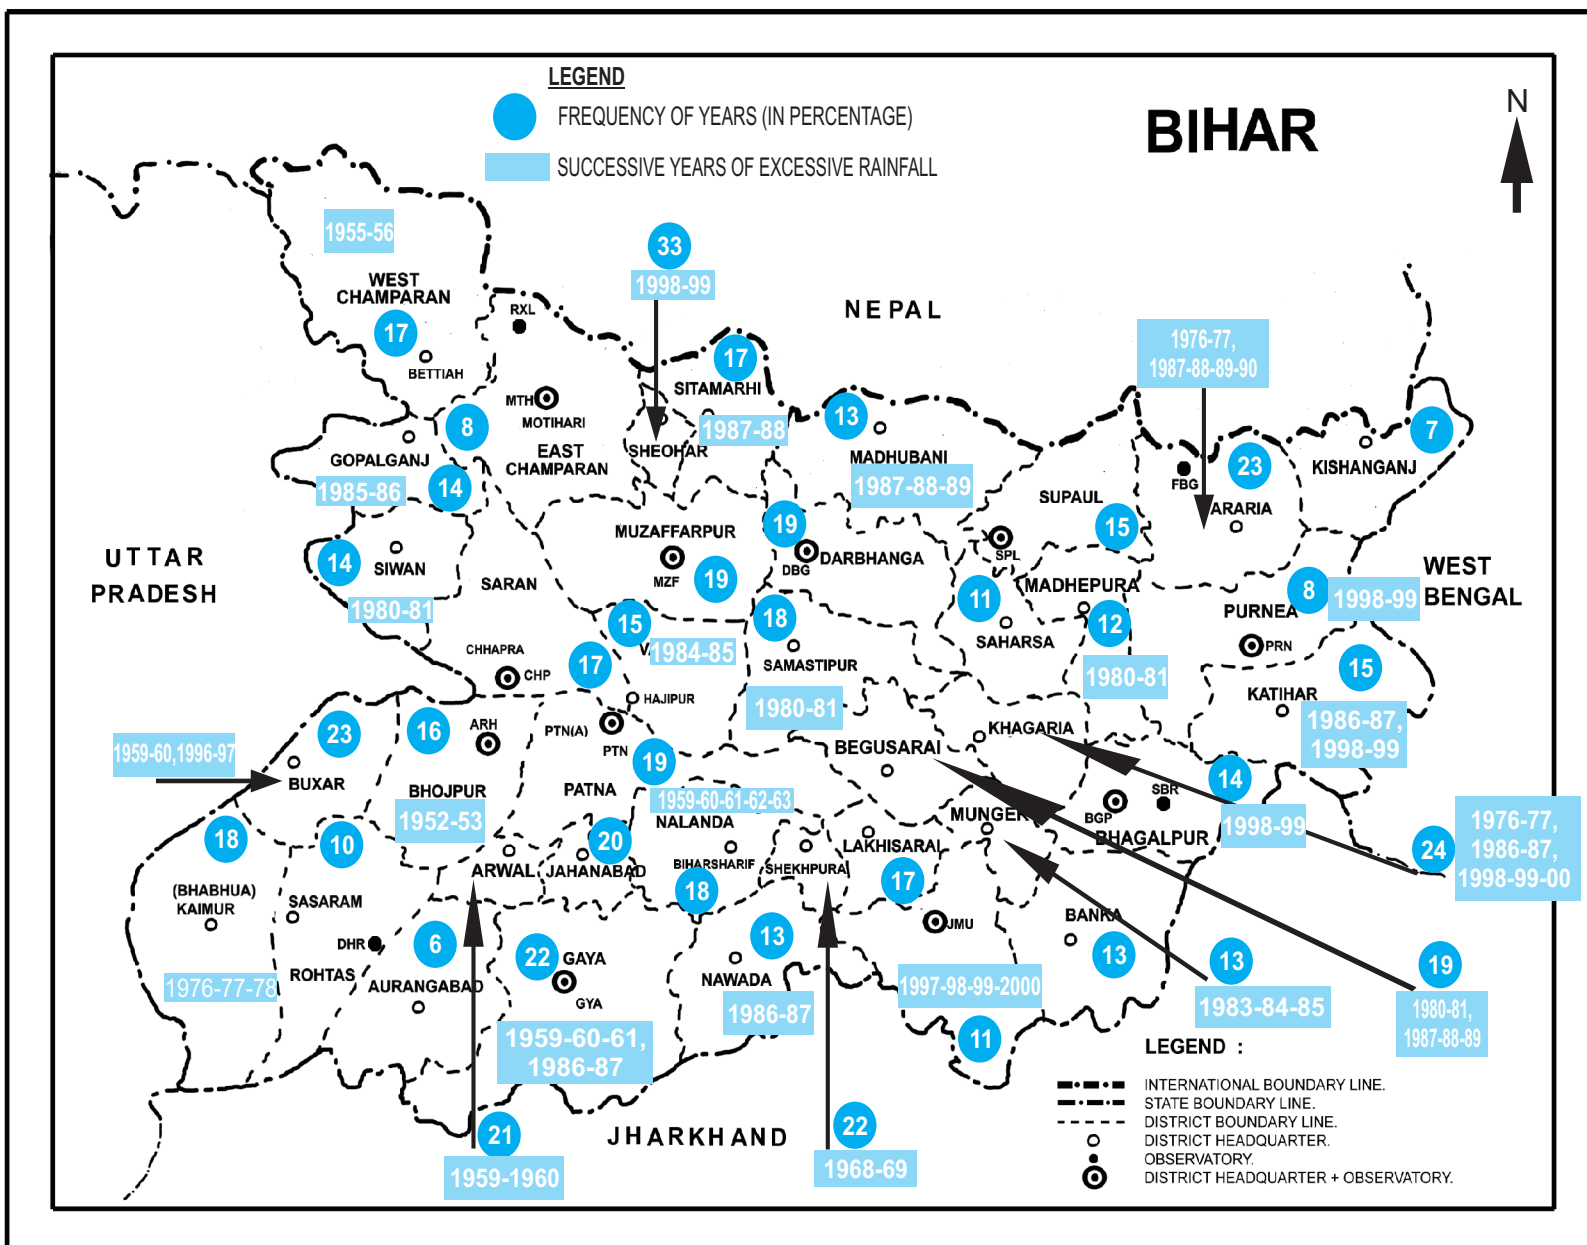 LEGEND
FREQUENCY OF YEARS (IN PERCENTAGE)
SUCCESSIVE YEARS OF EXCESSIVE RAINFALL
BIHAR
N
1955-56
WEST
CHAMPARAN
17
BETTIAH
RXL
33
1998-99
NEPAL
17
SITAMARHI
1987-88
1976-77,
1987-88-89-90
MTH
MOTIHARI
8
EAST
CHAMPARAN
SHEOHAR
13
MADHUBANI
1987-88-89
7
KISHANGANJ
23
FBG
ARARIA
GOPALGANJ
1985-86
14
SUPAUL
15
MUZAFFARPUR
MZF
19
19
DBG
DARBHANGA
SPL
UTTAR
PRADESH
14
SIWAN
1980-81
SARAN
MADHEPURA
11
SAHARSA
12
1980-81
WEST
BENGAL
8
1998-99
PURNEA
PRN
15
V
1984-85
18
SAMASTIPUR
1980-81
CHHAPRA
CHP
17
HAJIPUR
15
KATIHAR
1986-87,
1998-99
23
BUXAR
1959-60,1996-97
16
ARH
BHOJPUR
1952-53
PTN(A)
PTN
19
PATNA
KHAGARIA
BEGUSARAI
14
1998-99
SBR
BGP
BHAGALPUR
1959-60-61-62-63
NALANDA
BIHARSHARIF
18
MUNGER
LAKHISARAI
17
SHEKHPURA
1976-77,
1986-87,
1998-99-00
24
18
10
20
ARWAL
JAHANABAD
(BHABHUA)
KAIMUR
SASARAM
DHR
ROHTAS
1976-77-78
6
AURANGABAD
22
GAYA
GYA
1959-60-61,
1986-87
13
NAWADA
1986-87
JMU
1997-98-99-2000
11
BANKA
13
13
1983-84-85
19
1980-81,
1987-88-89
21
1959-1960
JHARKHAND
22
1968-69
LEGEND :
INTERNATIONAL BOUNDARY LINE.
STATE BOUNDARY LINE.
DISTRICT BOUNDARY LINE.
DISTRICT HEADQUARTER.
OBSERVATORY.
DISTRICT HEADQUARTER + OBSERVATORY.